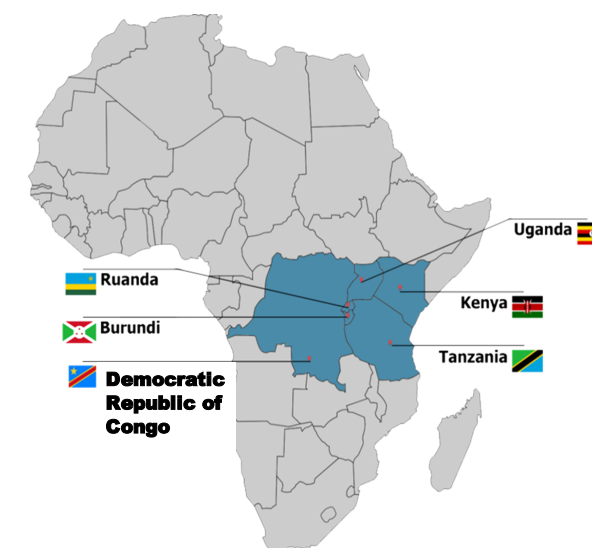 Uganda
Ruanda
Kenya
Burundi
Tanzania
Democratic
Republic of
Congo